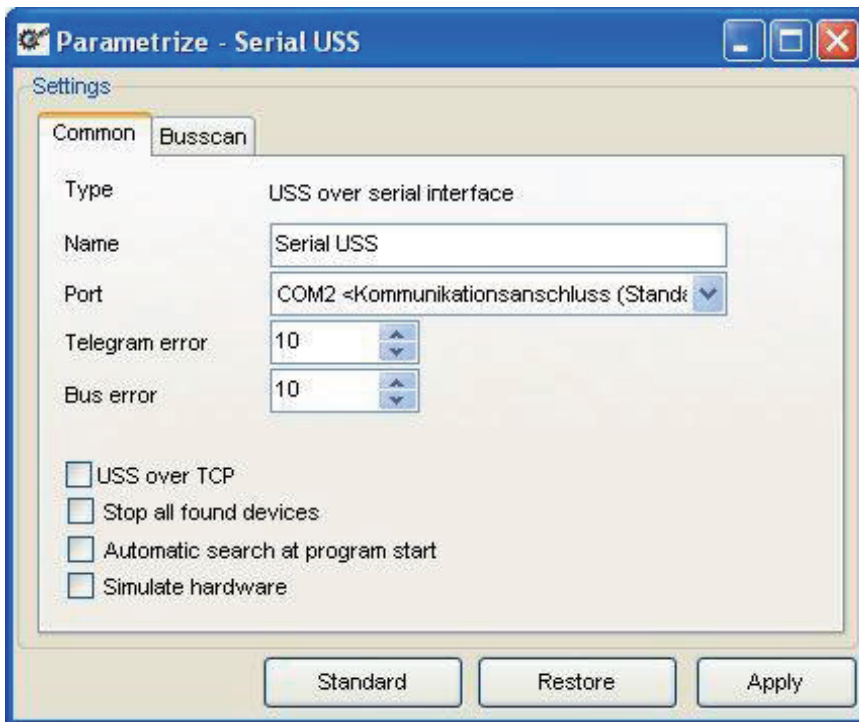 Parametrize - Serial USS
Settings
Common Busscan
Type USS over serial interface
Name Serial USS
Port COM2 <Kommunikationsanschluss (Standa
Telegram error 10
Bus error 10
USS over TCP
Stop all found devices
Automatic search at program start
Simulate hardware
Standard Restore Apply